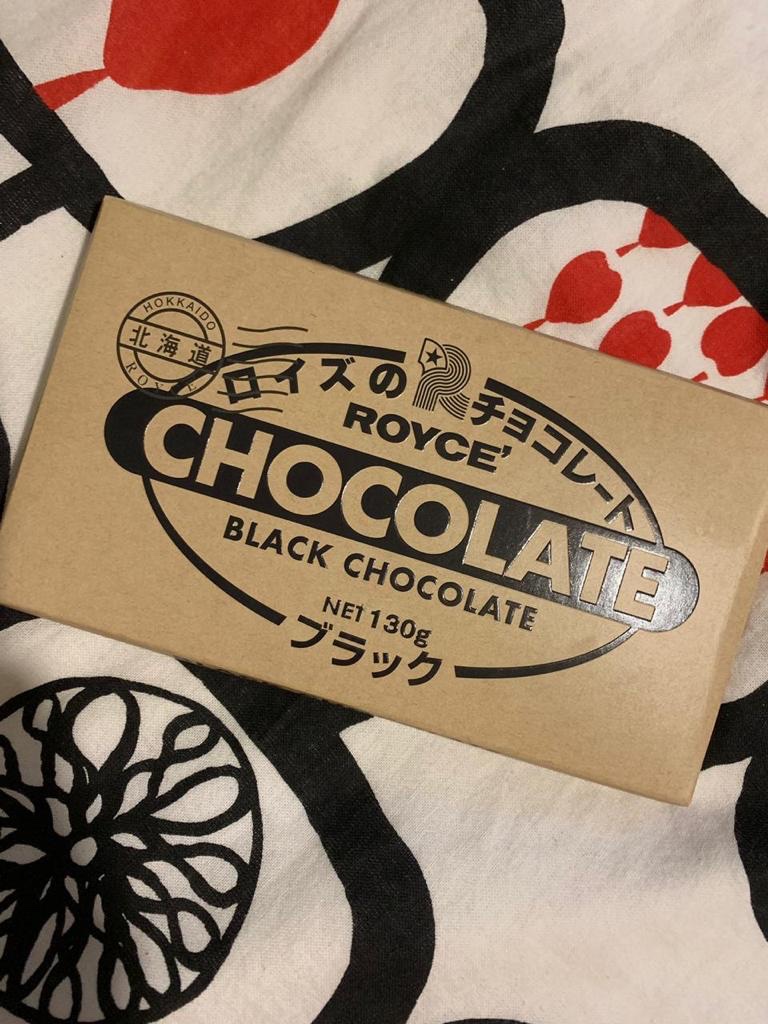 HOKKAIDO
北海道
ROYCE
ロイズのチョコレート
ROYCE'
CHOCOLATE
BLACK CHOCOLATE
NET 130g
ブラック